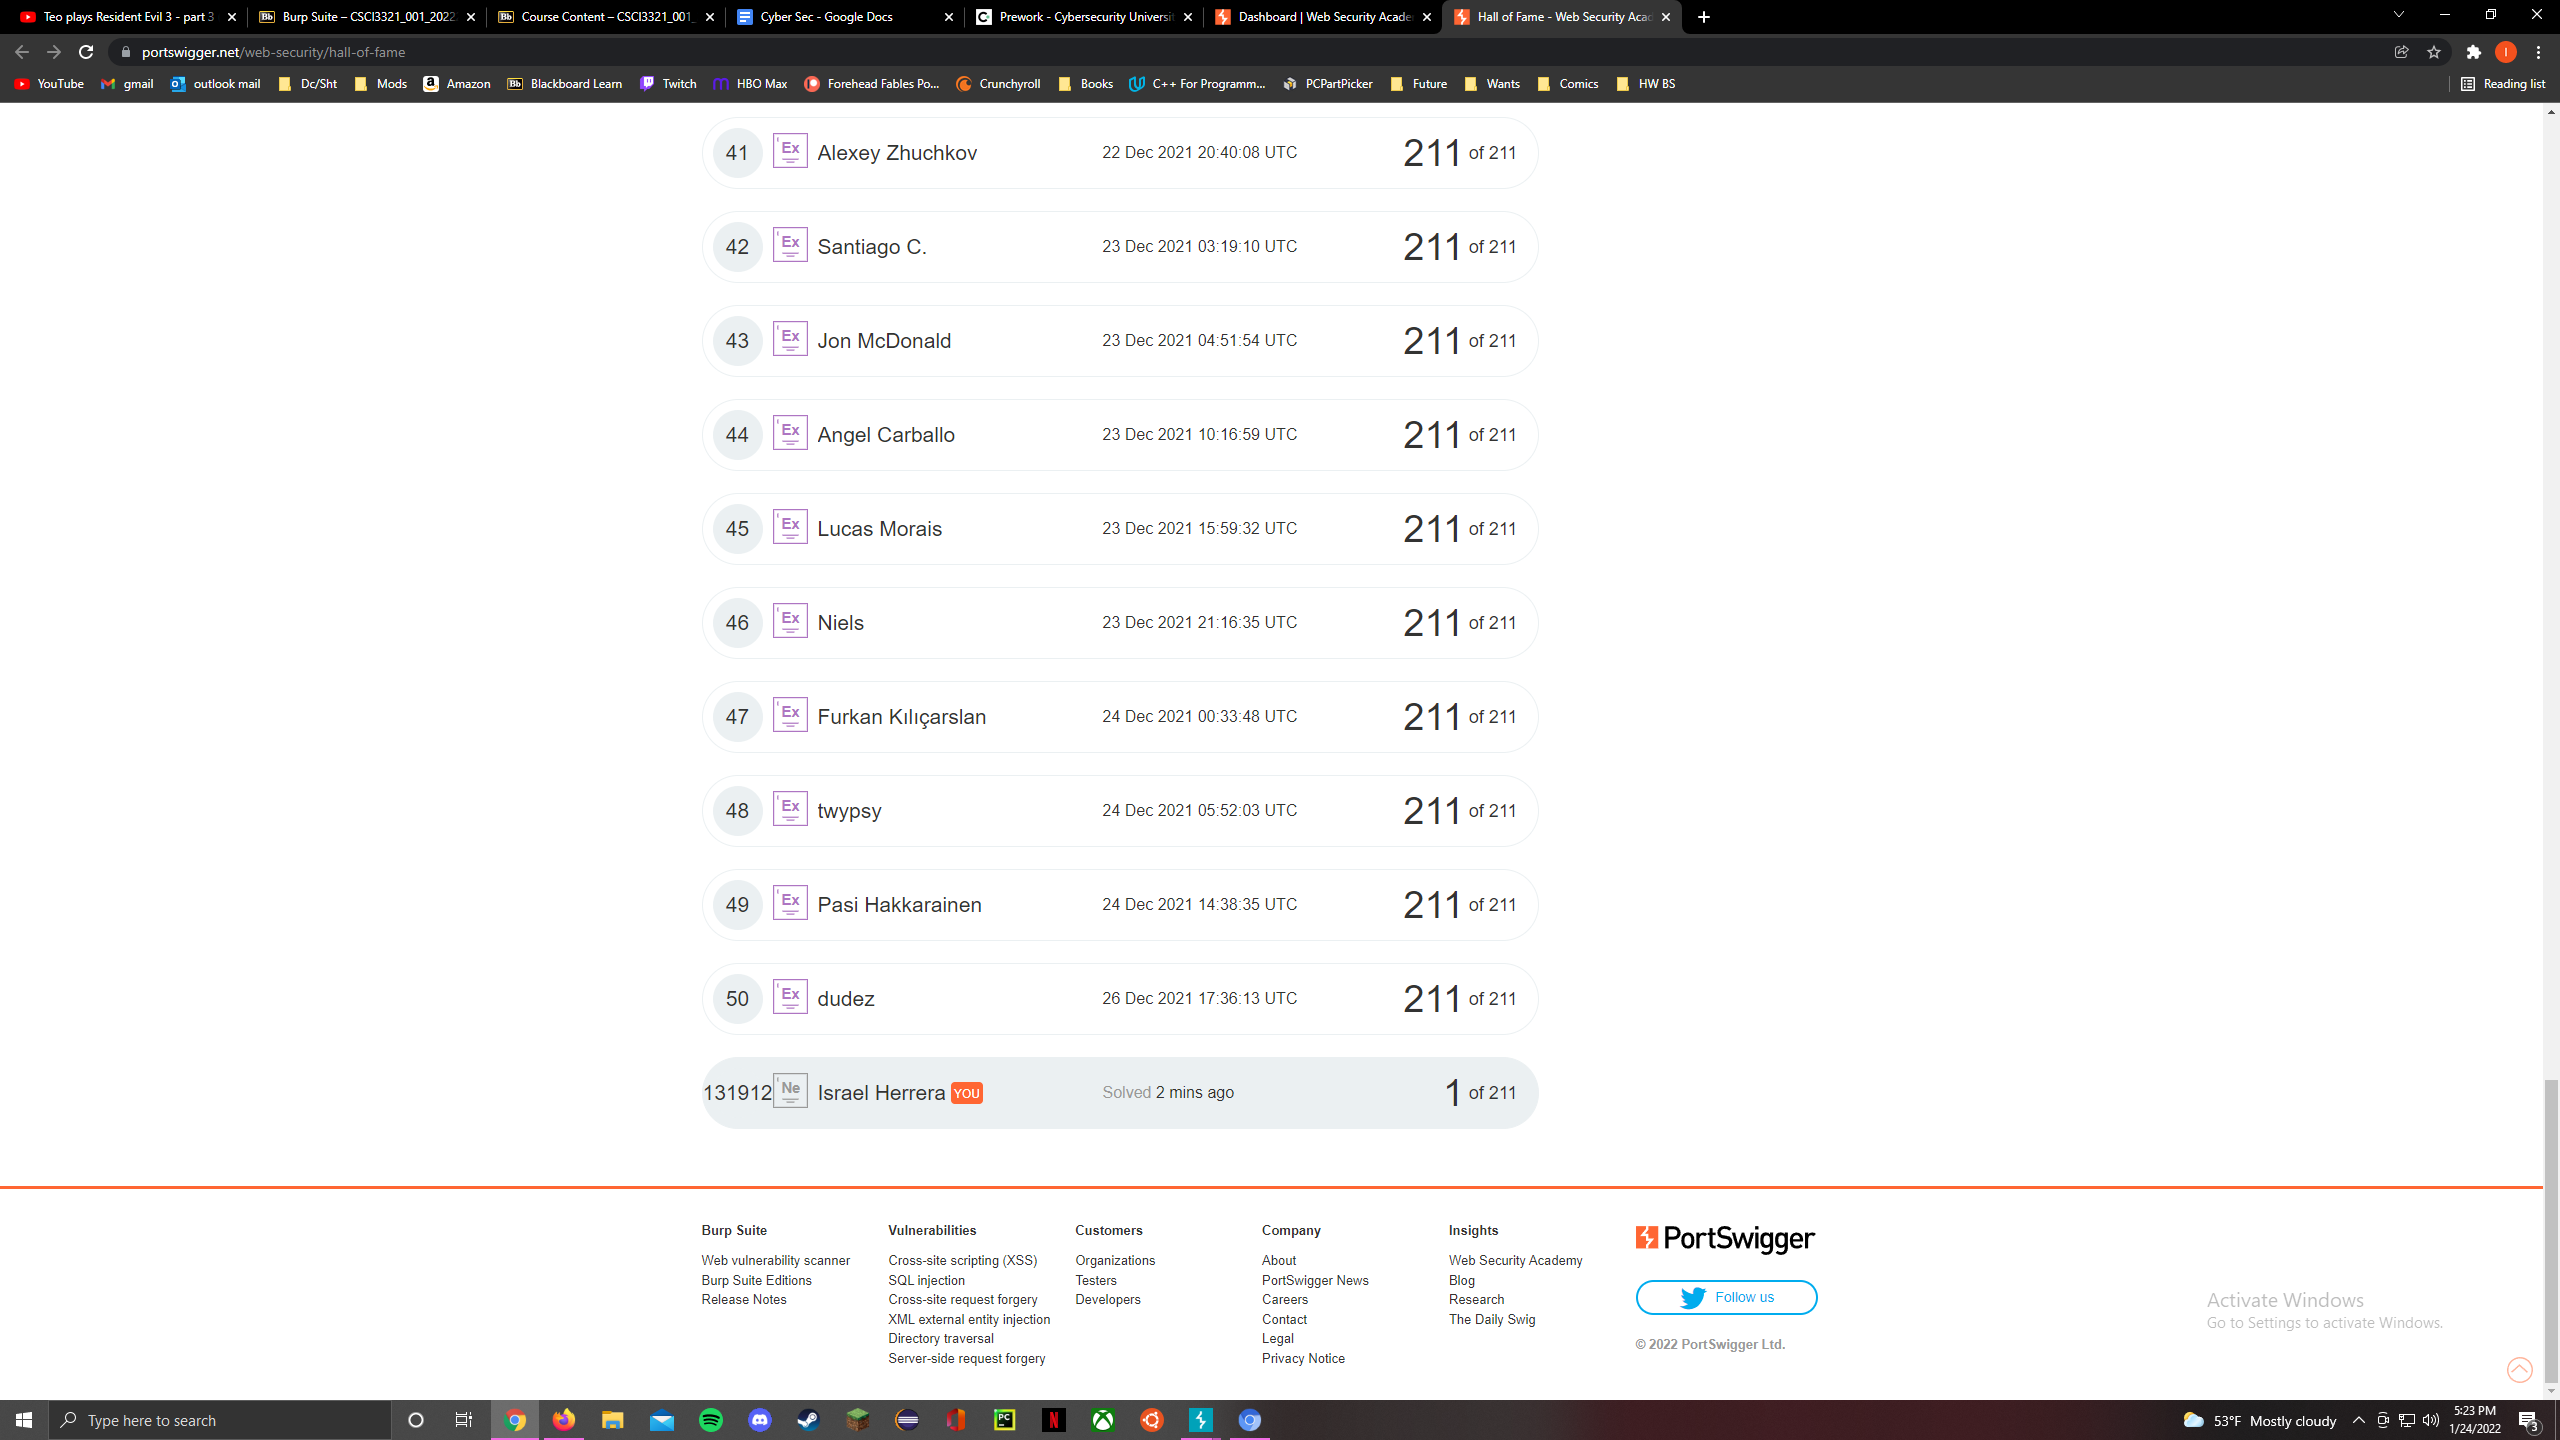 Teo plays Resident Evil 3 - part 3
Burp Suite – CSCI3321_001_2022
Course Content – CSCI3321_001_
Cyber Sec - Google Docs
Prework - Cybersecurity Universit
Dashboard | Web Security Acade
Hall of Fame - Web Security Acad
portswigger.net/web-security/hall-of-fame
YouTube gmail outlook mail Dc/Sht Mods Amazon Blackboard Learn Twitch HBO Max Forehead Fables Po... Crunchyroll Books C++ For Programm... PCPartPicker Future Wants Comics HW BS Reading list
41 Ex Alexey Zhuchkov 22 Dec 2021 20:40:08 UTC 211 of 211
42 Ex Santiago C. 23 Dec 2021 03:19:10 UTC 211 of 211
43 Ex Jon McDonald 23 Dec 2021 04:51:54 UTC 211 of 211
44 Ex Angel Carballo 23 Dec 2021 10:16:59 UTC 211 of 211
45 Ex Lucas Morais 23 Dec 2021 15:59:32 UTC 211 of 211
46 Ex Niels 23 Dec 2021 21:16:35 UTC 211 of 211
47 Ex Furkan Kılıçarslan 24 Dec 2021 00:33:48 UTC 211 of 211
48 Ex twypsy 24 Dec 2021 05:52:03 UTC 211 of 211
49 Ex Pasi Hakkarainen 24 Dec 2021 14:38:35 UTC 211 of 211
50 Ex dudez 26 Dec 2021 17:36:13 UTC 211 of 211
131912 Ne Israel Herrera YOU Solved 2 mins ago 1 of 211
Burp Suite
Web vulnerability scanner
Burp Suite Editions
Release Notes
Vulnerabilities
Cross-site scripting (XSS)
SQL injection
Cross-site request forgery
XML external entity injection
Directory traversal
Server-side request forgery
Customers
Organizations
Testers
Developers
Company
About
PortSwigger News
Careers
Contact
Legal
Privacy Notice
Insights
Web Security Academy
Blog
Research
The Daily Swig
PortSwigger
Follow us
© 2022 PortSwigger Ltd.
Activate Windows
Go to Settings to activate Windows.
Type here to search
53°F Mostly cloudy
5:23 PM
1/24/2022
3